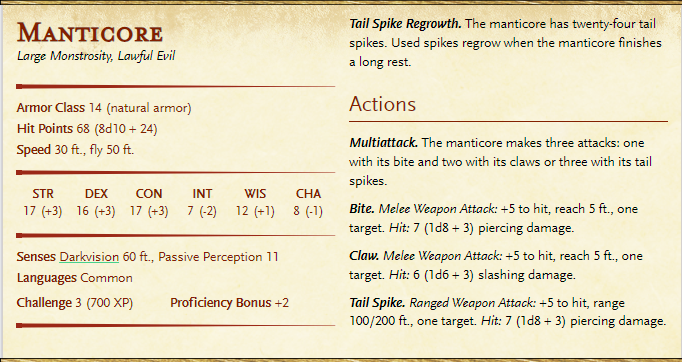 MANTICORE
Large Monstrosity, Lawful Evil
Armor Class 14 (natural armor)
Hit Points 68 (8d10 + 24)
Speed 30 ft., fly 50 ft.
STR DEX CON INT WIS CHA
17 (+3) 16 (+3) 17 (+3) 7 (-2) 12 (+1) 8 (-1)
Senses Darkvision 60 ft., Passive Perception 11
Languages Common
Challenge 3 (700 XP) Proficiency Bonus +2
Tail Spike Regrowth. The manticore has twenty-four tail
spikes. Used spikes regrow when the manticore finishes
a long rest.
Actions
Multiattack. The manticore makes three attacks: one
with its bite and two with its claws or three with its tail
spikes.
Bite. Melee Weapon Attack: +5 to hit, reach 5 ft., one
target. Hit: 7 (1d8 + 3) piercing damage.
Claw. Melee Weapon Attack: +5 to hit, reach 5 ft., one
target. Hit: 6 (1d6 + 3) slashing damage.
Tail Spike. Ranged Weapon Attack: +5 to hit, range
100/200 ft., one target. Hit: 7 (1d8 + 3) piercing damage.